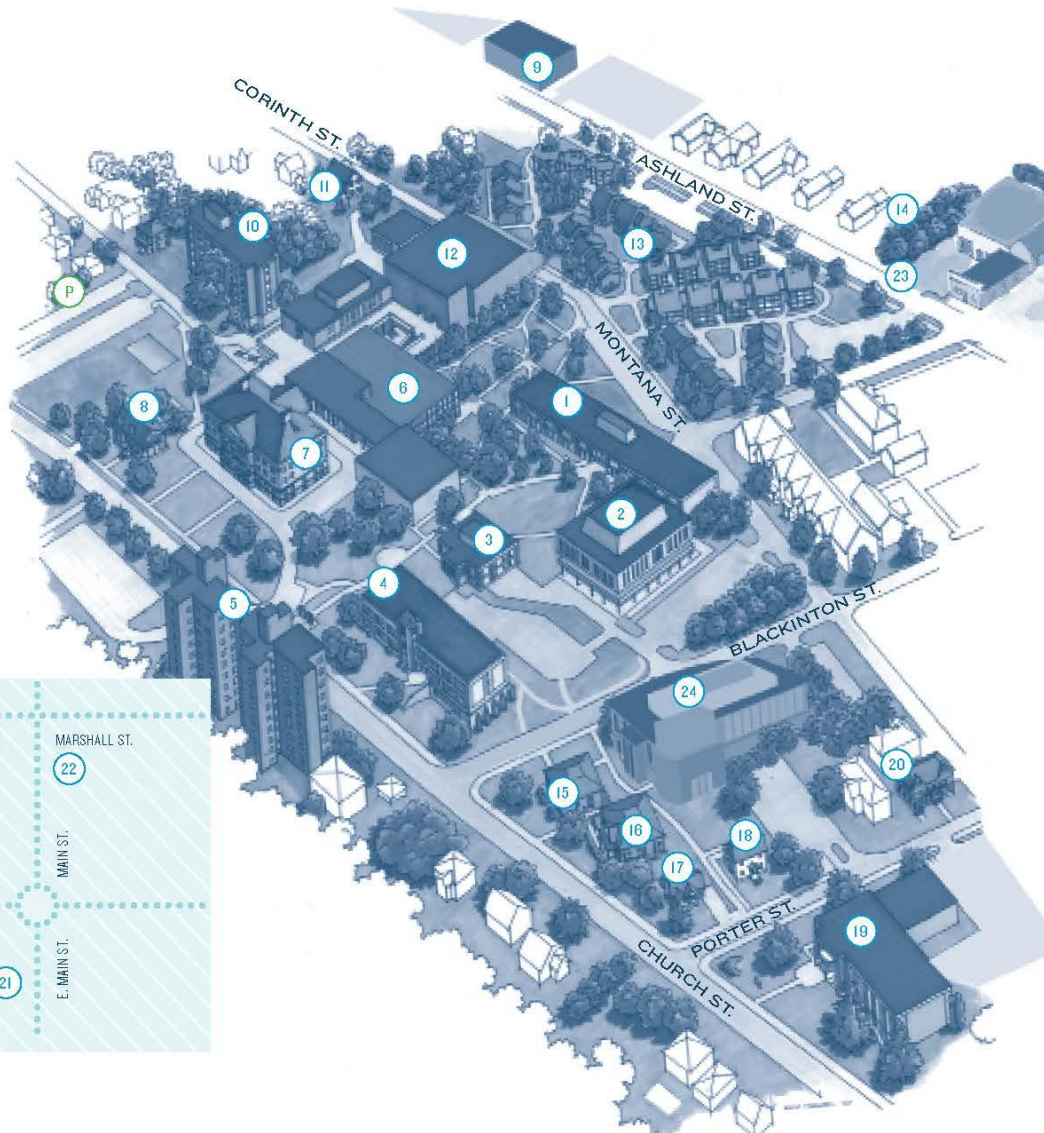 9
CORINTH ST.
ASHLAND ST.
11
14
10
13
12
23
P
MONTANA ST.
6
1
8
7
2
3
4
5
BLACKINTON ST.
24
MARSHALL ST.
22
20
15
16
18
MAIN ST.
17
PORTER ST.
19
CHURCH ST.
E. MAIN ST.
21